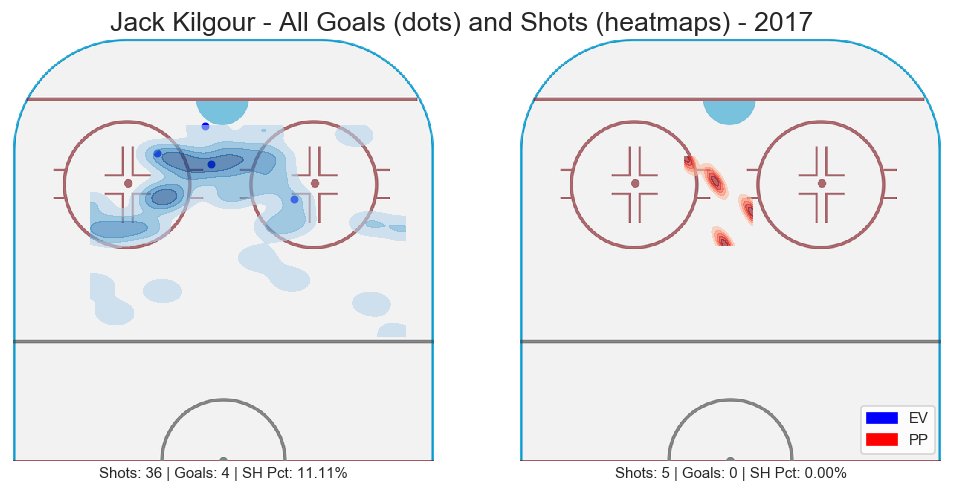 Jack Kilgour - All Goals (dots) and Shots (heatmaps) - 2017
EV
PP
Shots: 36 | Goals: 4 | SH Pct: 11.11%
Shots: 5 | Goals: 0 | SH Pct: 0.00%